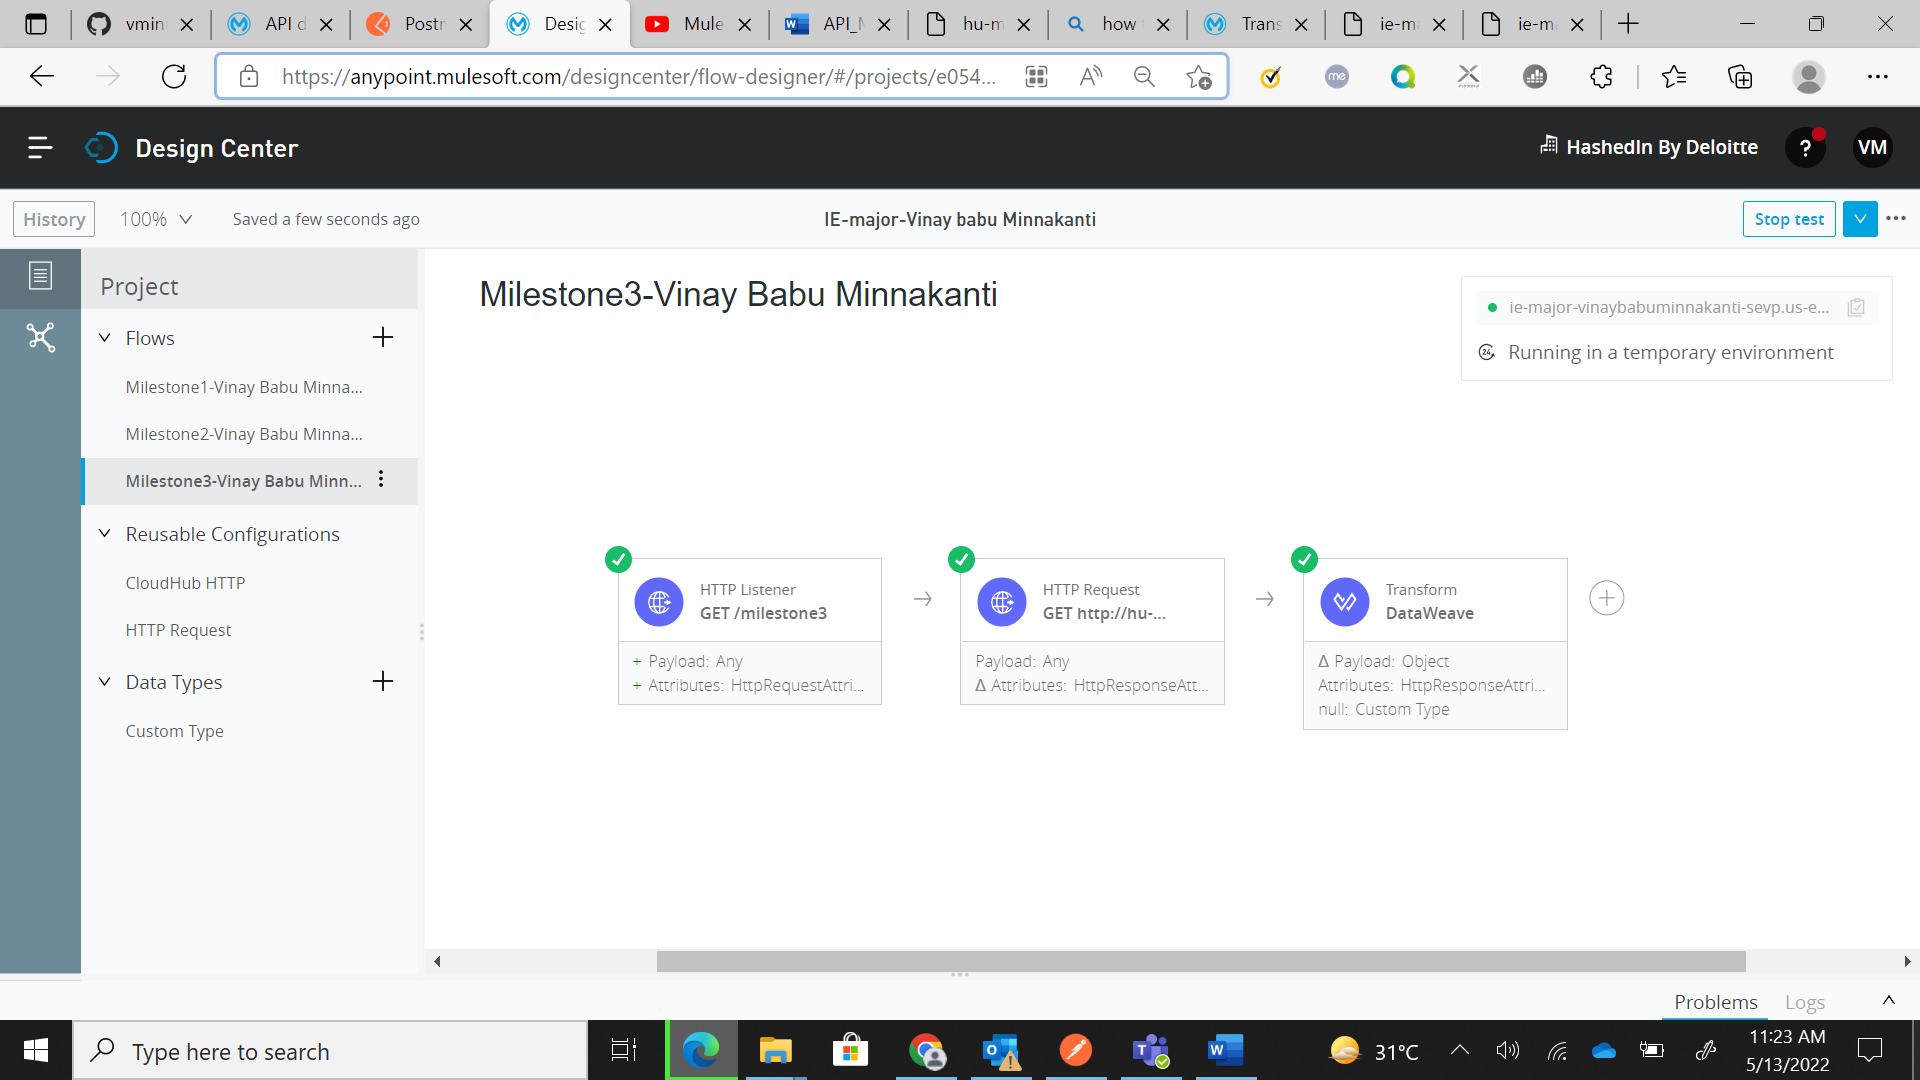 vmin
API d
Postr
Desig
Mule
API_M
hu-m
how
Trans
ie-m
ie-m
https://anypoint.mulesoft.com/designcenter/flow-designer/#/projects/e054...
Design Center
HashedIn By Deloitte
?
VM
History
100%
Saved a few seconds ago
IE-major-Vinay babu Minnakanti
Stop test
Project
Milestone3-Vinay Babu Minnakanti
ie-major-vinaybabuminnakanti-sevp.us-e...
Running in a temporary environment
Flows
Milestone1-Vinay Babu Minna...
Milestone2-Vinay Babu Minna...
Milestone3-Vinay Babu Minn...
Reusable Configurations
CloudHub HTTP
HTTP Request
Data Types
Custom Type
HTTP Listener
GET /milestone3
+ Payload: Any
+ Attributes: HttpRequestAttri...
HTTP Request
GET http://hu-...
Payload: Any
Δ Attributes: HttpResponseAtt...
Transform
DataWeave
Δ Payload: Object
Attributes: HttpResponseAttri...
null: Custom Type
Problems
Logs
Type here to search
31°C
11:23 AM
5/13/2022